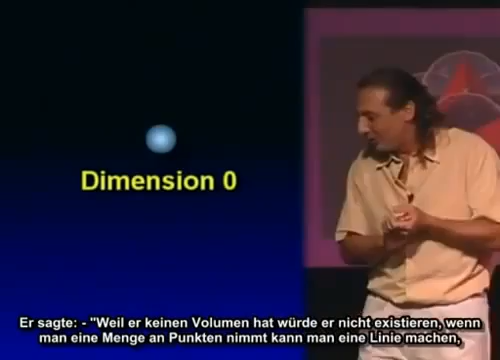 Dimension 0
Er sagte: - "Weil er keinen Volumen hat würde er nicht existieren, wenn
man eine Menge an Punkten nimmt kann man eine Linie machen,